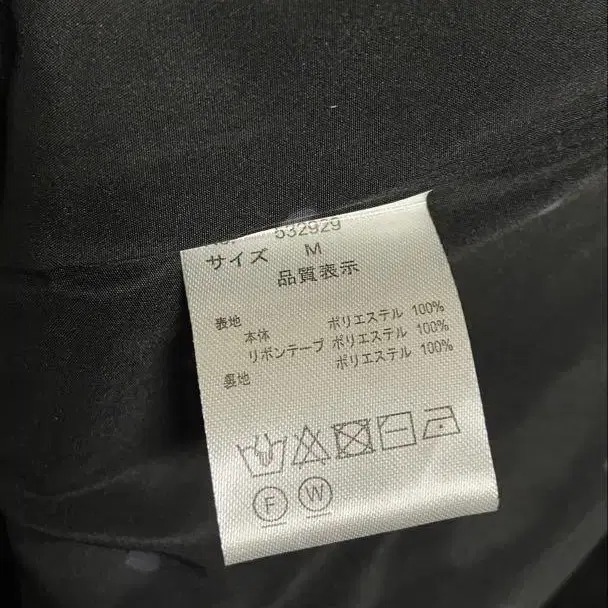 532929
サイズ M
品質表示
表地
本体 ポリエステル 100%
リボンテープ ポリエステル 100%
裏地 ポリエステル 100%
F W